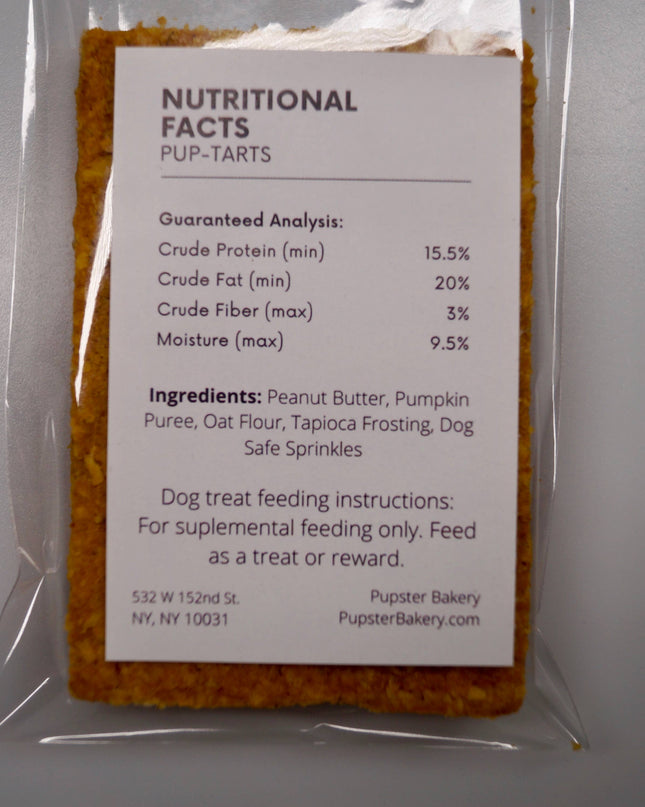 NUTRITIONAL
FACTS
PUP-TARTS
Guaranteed Analysis:
Crude Protein (min) 15.5%
Crude Fat (min) 20%
Crude Fiber (max) 3%
Moisture (max) 9.5%
Ingredients: Peanut Butter, Pumpkin
Puree, Oat Flour, Tapioca Frosting, Dog
Safe Sprinkles
Dog treat feeding instructions:
For suplemental feeding only. Feed
as a treat or reward.
532 W 152nd St. Pupster Bakery
NY, NY 10031 PupsterBakery.com